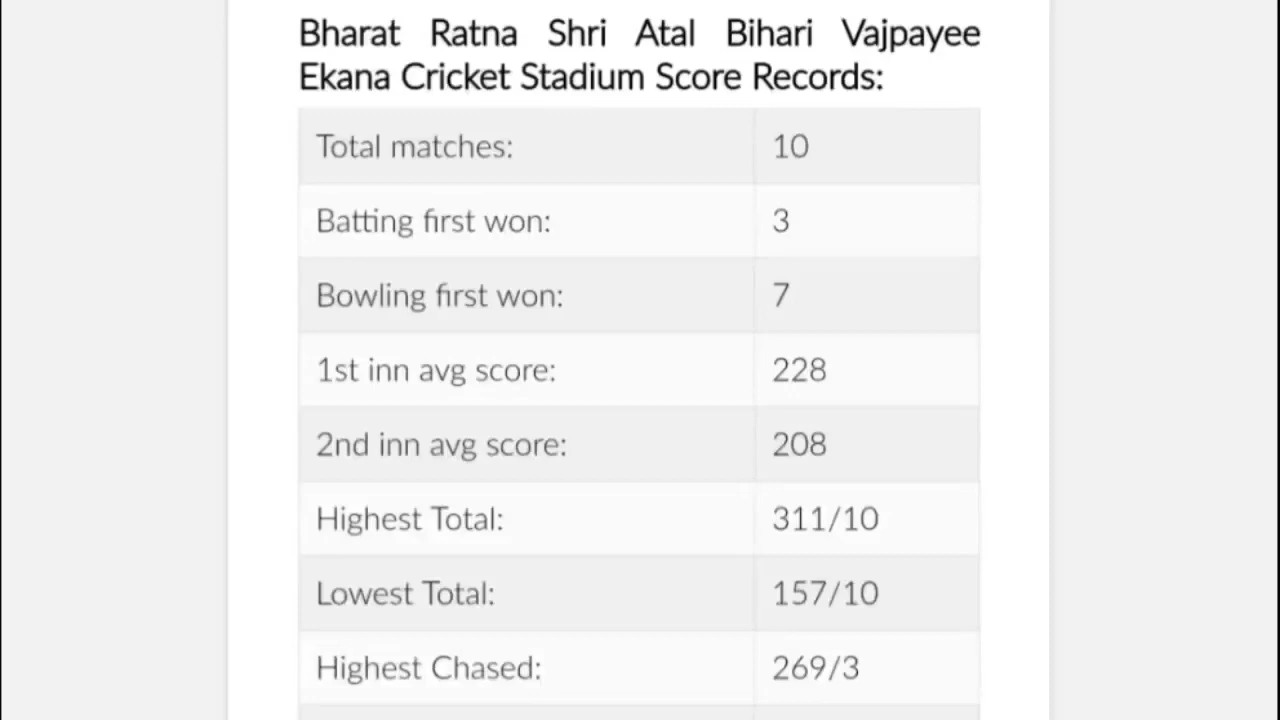 Bharat Ratna Shri Atal Bihari Vajpayee
Ekana Cricket Stadium Score Records:
Total matches: 10
Batting first won: 3
Bowling first won: 7
1st inn avg score: 228
2nd inn avg score: 208
Highest Total: 311/10
Lowest Total: 157/10
Highest Chased: 269/3